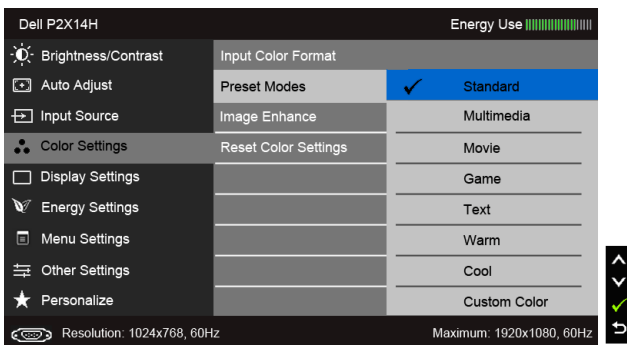 Dell P2X14H Energy Use
Brightness/Contrast Input Color Format
Auto Adjust Preset Modes Standard
Input Source Image Enhance Multimedia
Color Settings Reset Color Settings Movie
Display Settings Game
Energy Settings Text
Menu Settings Warm
Other Settings Cool
Personalize Custom Color
Resolution: 1024x768, 60Hz Maximum: 1920x1080, 60Hz